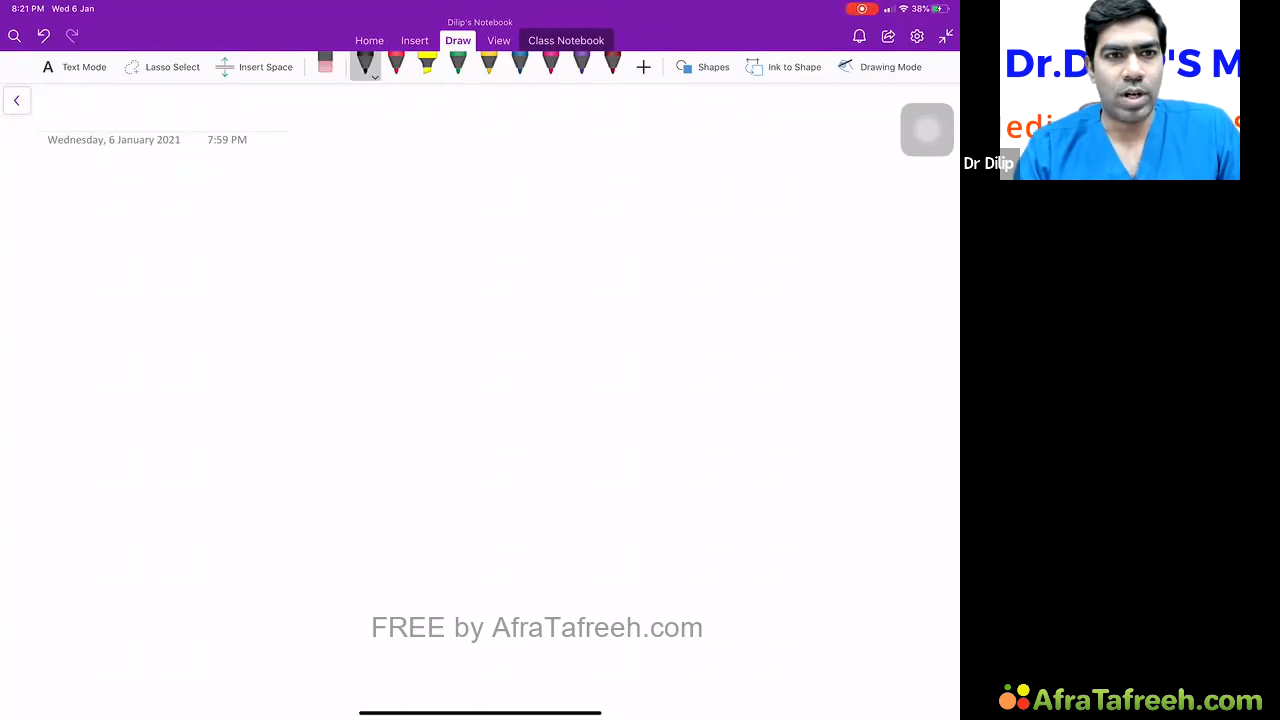 8:21 PM Wed 6 Jan
38%
Dilip's Notebook
Home Insert Draw View Class Notebook
A Text Mode Lasso Select Insert Space Shapes Ink to Shape Drawing Mode
Wednesday, 6 January 2021 7:59 PM
FREE by AfraTafreeh.com
Dr.D 'S M
edi
Dr Dilip
AfraTafreeh.com